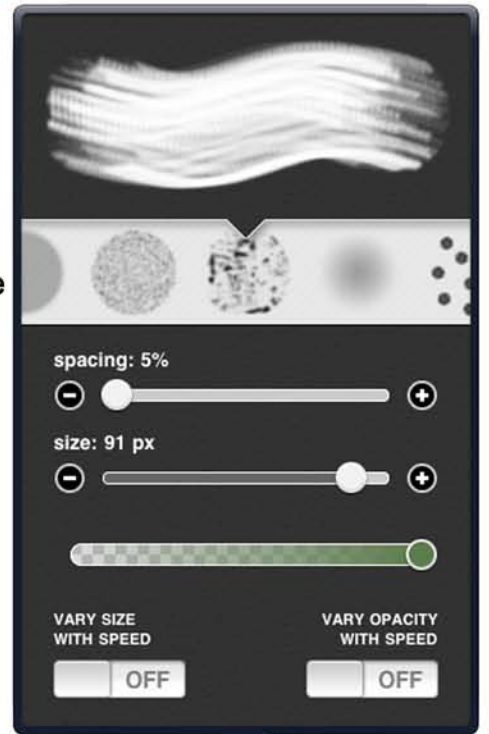 spacing: 5%
size: 91 px
VARY SIZE
WITH SPEED
VARY OPACITY
WITH SPEED
OFF
OFF